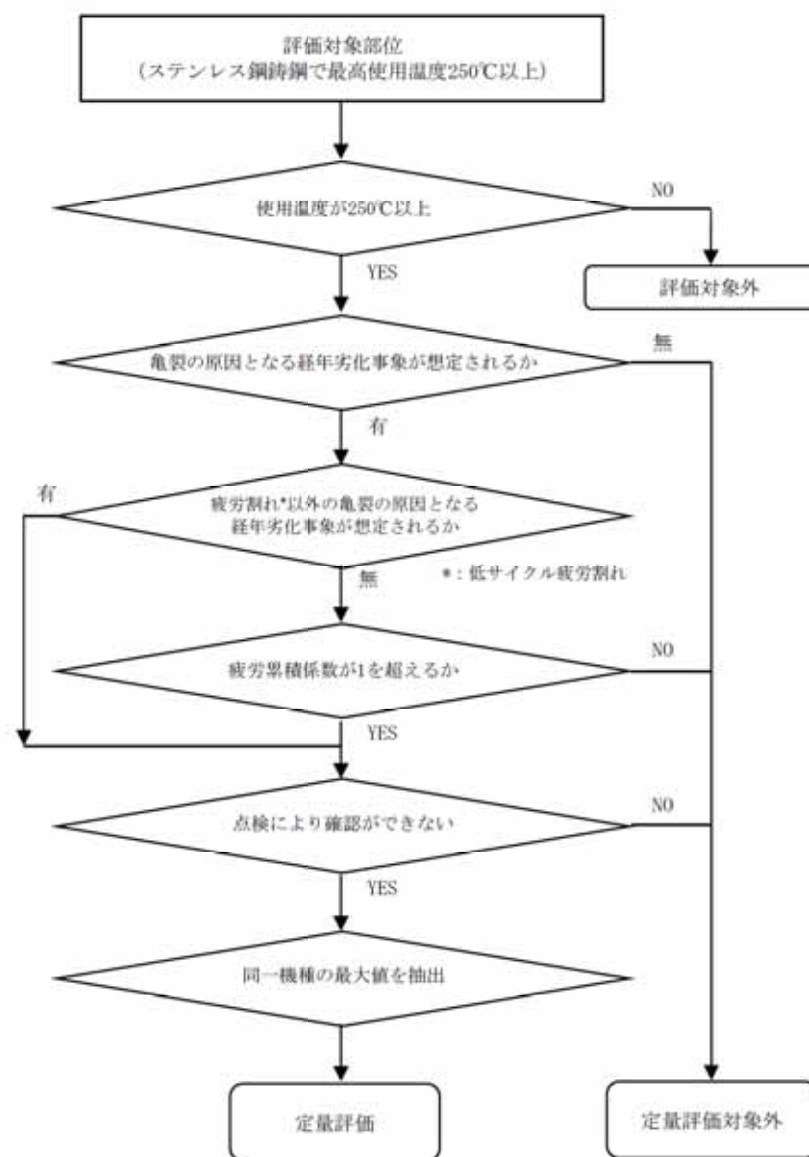 評価対象部位
(ステンレス鋼鋳鋼で最高使用温度250℃以上)
使用温度が250℃以上
NO
YES
評価対象外
亀裂の原因となる経年劣化事象が想定されるか
無
有
有
疲労割れ*以外の亀裂の原因となる
経年劣化事象が想定されるか
無
*:低サイクル疲労割れ
疲労累積係数が1を超えるか
NO
YES
点検により確認ができない
NO
YES
同一機種の最大値を抽出
定量評価
定量評価対象外